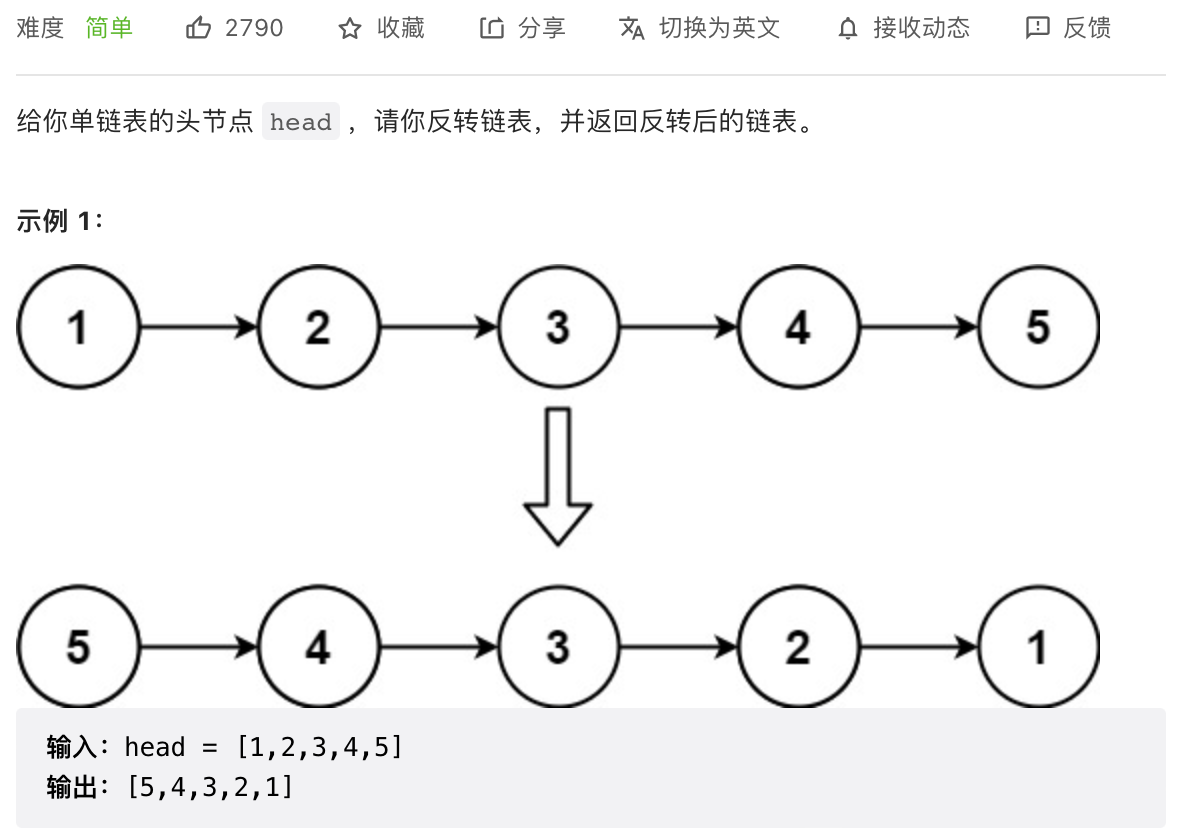 难度 简单 2790 收藏 分享 切换为英文 接收动态 反馈
给你单链表的头节点 head ，请你反转链表，并返回反转后的链表。
示例 1：
1 2 3 4 5
5 4 3 2 1
输入：head = [1,2,3,4,5]
输出：[5,4,3,2,1]